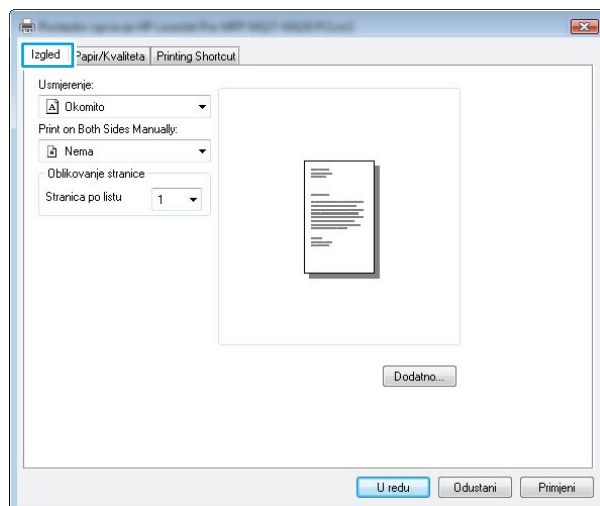 Izgled Papir/Kvaliteta Printing Shortcut
Usmjerenje:
A Okomito
Print on Both Sides Manually:
Nema
Oblikovanje stranice
Stranica po listu 1
Dodatno...
U redu Odustani Primjeni